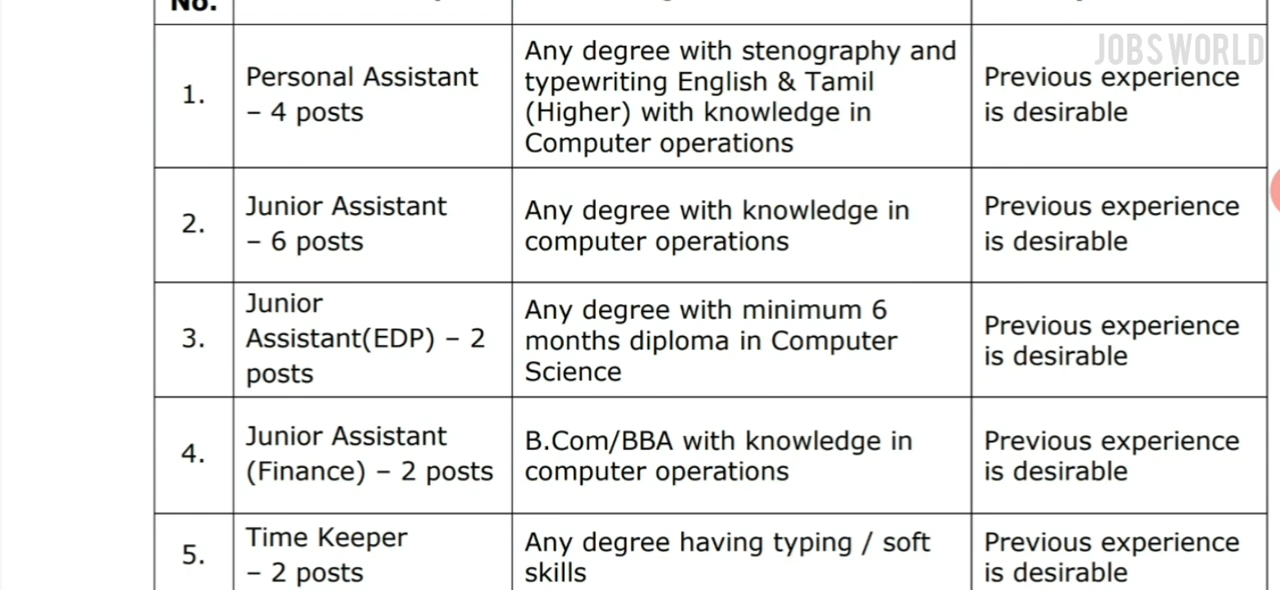 No.
JOBS WORLD
1.
Personal Assistant
– 4 posts
Any degree with stenography and
typewriting English & Tamil
(Higher) with knowledge in
Computer operations
Previous experience
is desirable
2.
Junior Assistant
– 6 posts
Any degree with knowledge in
computer operations
Previous experience
is desirable
3.
Junior
Assistant(EDP) – 2
posts
Any degree with minimum 6
months diploma in Computer
Science
Previous experience
is desirable
4.
Junior Assistant
(Finance) – 2 posts
B.Com/BBA with knowledge in
computer operations
Previous experience
is desirable
5.
Time Keeper
– 2 posts
Any degree having typing / soft
skills
Previous experience
is desirable